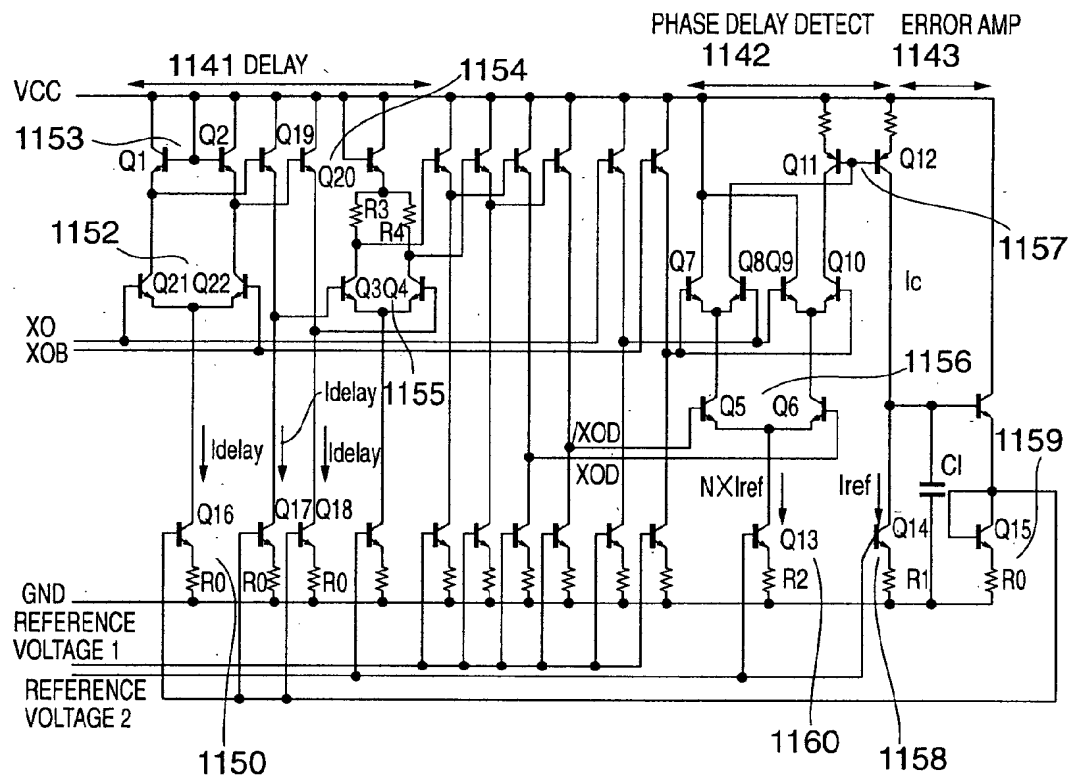 PHASE DELAY DETECT ERROR AMP
1142 1143
1141 DELAY 1154
VCC
1153 Q1 Q2 Q19 Q20 Q11 Q12
R3 R4 1157
1152
Q21 Q22 Q3 Q4 Q7 Q8 Q9 Q10 Ic
XO
XOB
1155 1156
Idelay Idelay Idelay Q5 Q6
/XOD
XOD
N×Iref Iref CI 1159
Q16 Q17 Q18 Q13 Q14 Q15
R0 R0 R0 R2 R1 R0
GND
REFERENCE
VOLTAGE 1
REFERENCE
VOLTAGE 2
1150 1160 1158